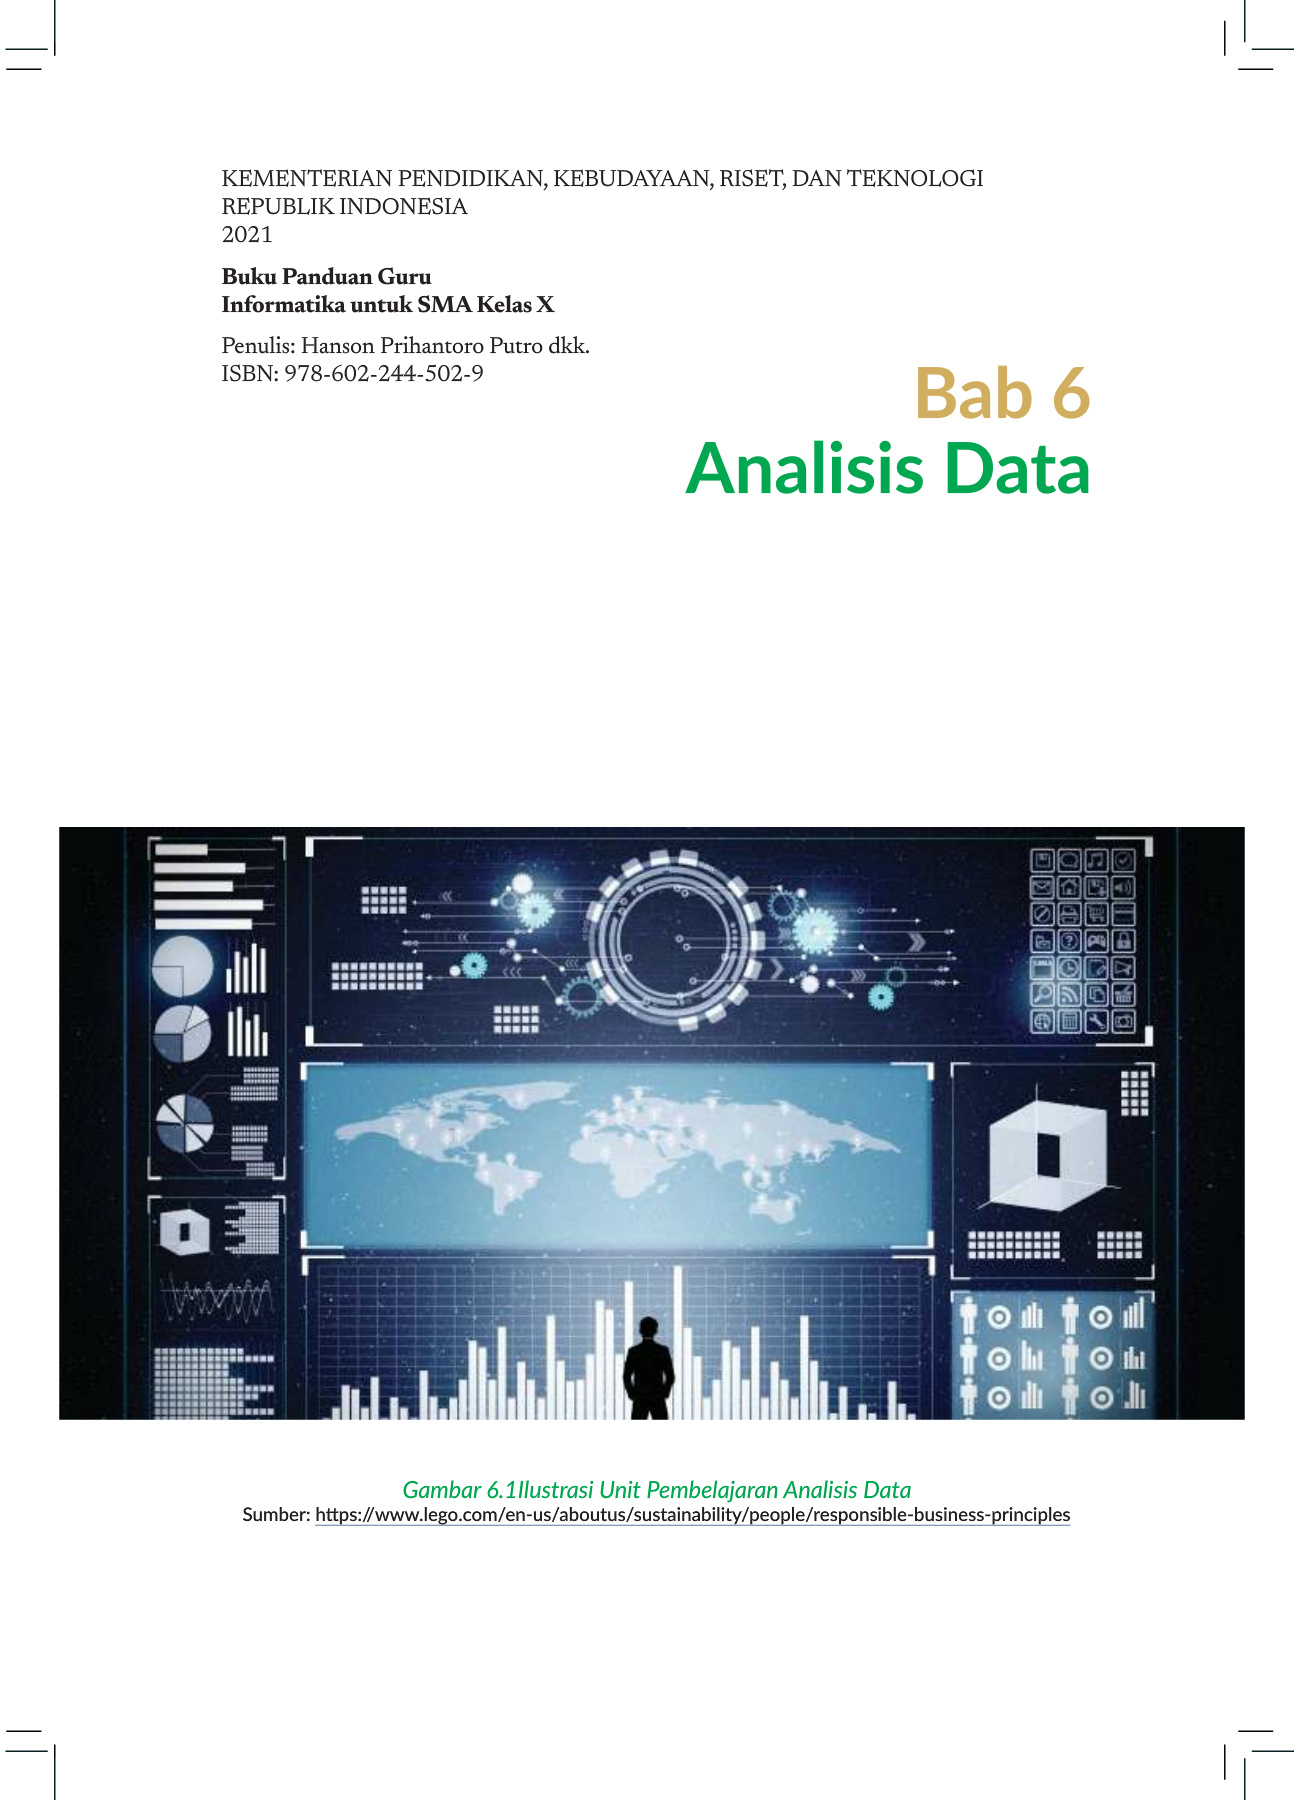 KEMENTERIAN PENDIDIKAN, KEBUDAYAAN, RISET, DAN TEKNOLOGI
REPUBLIK INDONESIA
2021
Buku Panduan Guru
Informatika untuk SMA Kelas X
Penulis: Hanson Prihantoro Putro dkk.
ISBN: 978-602-244-502-9
Bab 6
Analisis Data
Gambar 6.1Ilustrasi Unit Pembelajaran Analisis Data
Sumber: https://www.lego.com/en-us/aboutus/sustainability/people/responsible-business-principles